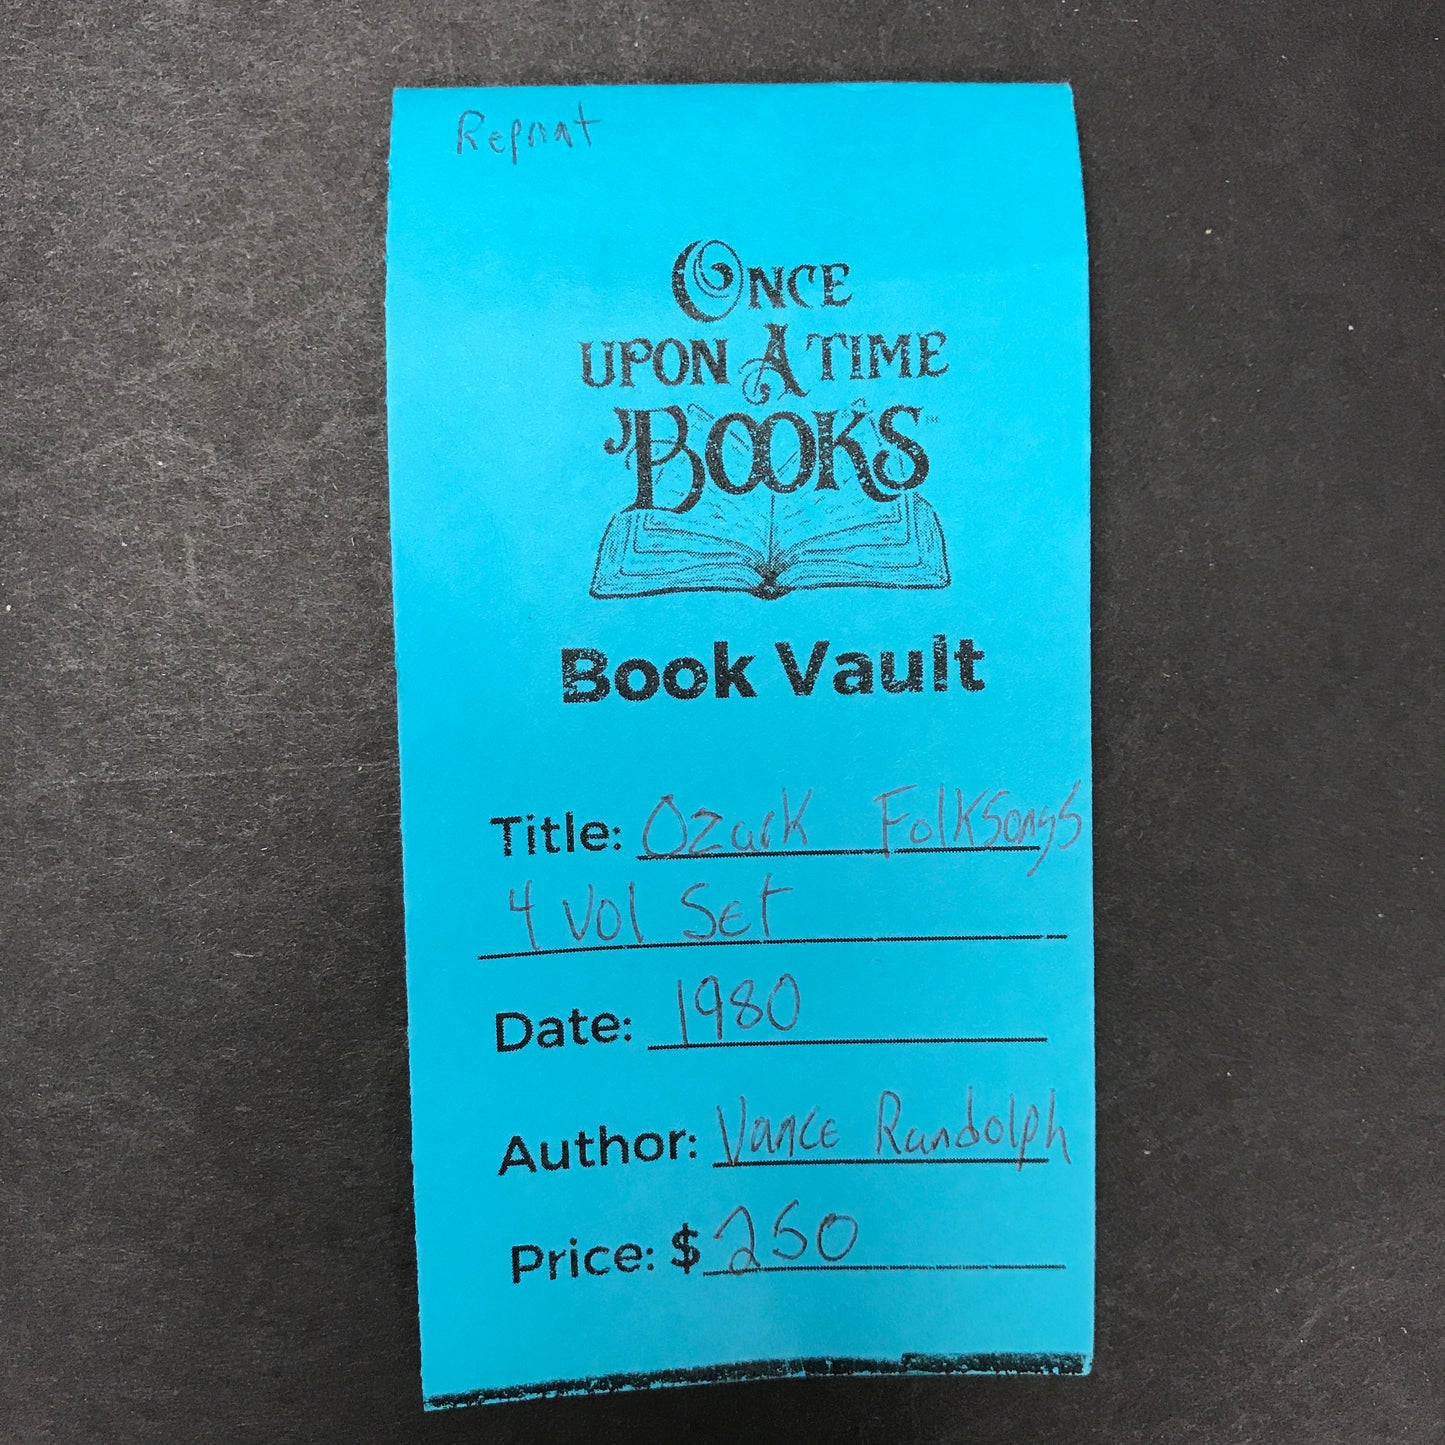 Reprint
ONCE
UPON A TIME
BOOKS
Book Vault
Title: Ozark Folksongs
4 Vol Set
Date: 1980
Author: Vance Randolph
Price: $ 250